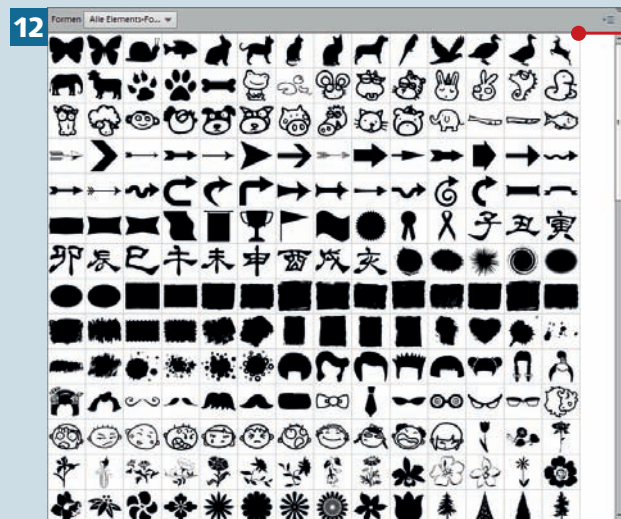 12
Formen Alle Elements-Fo...
子 丑 寅
卯 辰 巳 午 未 申 酉 戌 亥